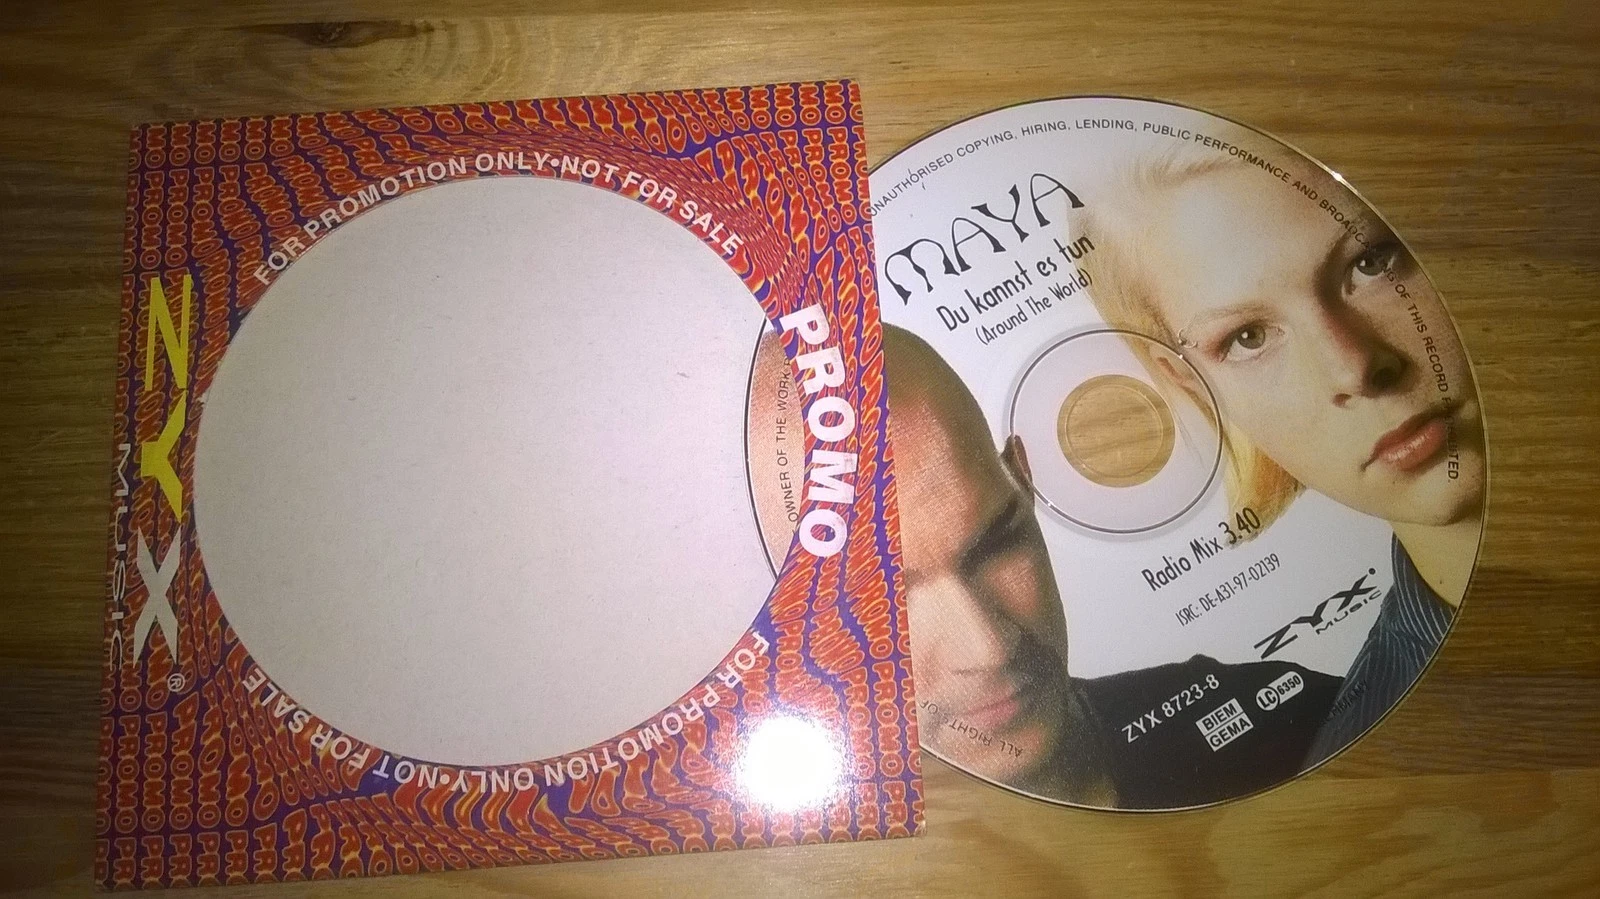 FOR PROMOTION ONLY•NOT FOR SALE
PROMO
FOR PROMOTION ONLY•NOT FOR SALE
ZYX
MUSIC
®
UNAUTHORISED COPYING, HIRING, LENDING, PUBLIC PERFORMANCE AND BROADCASTING OF THIS RECORD
MAYA
Du kannst es tun
(Around The World)
OWNER OF THE WORK
Radio Mix 3.40
ISRC: DE-A31-97-02139
ZYX
MUSIC
ZYX 8723-8
BIEM
GEMA
LC 6350
ALL RIGHTS OF